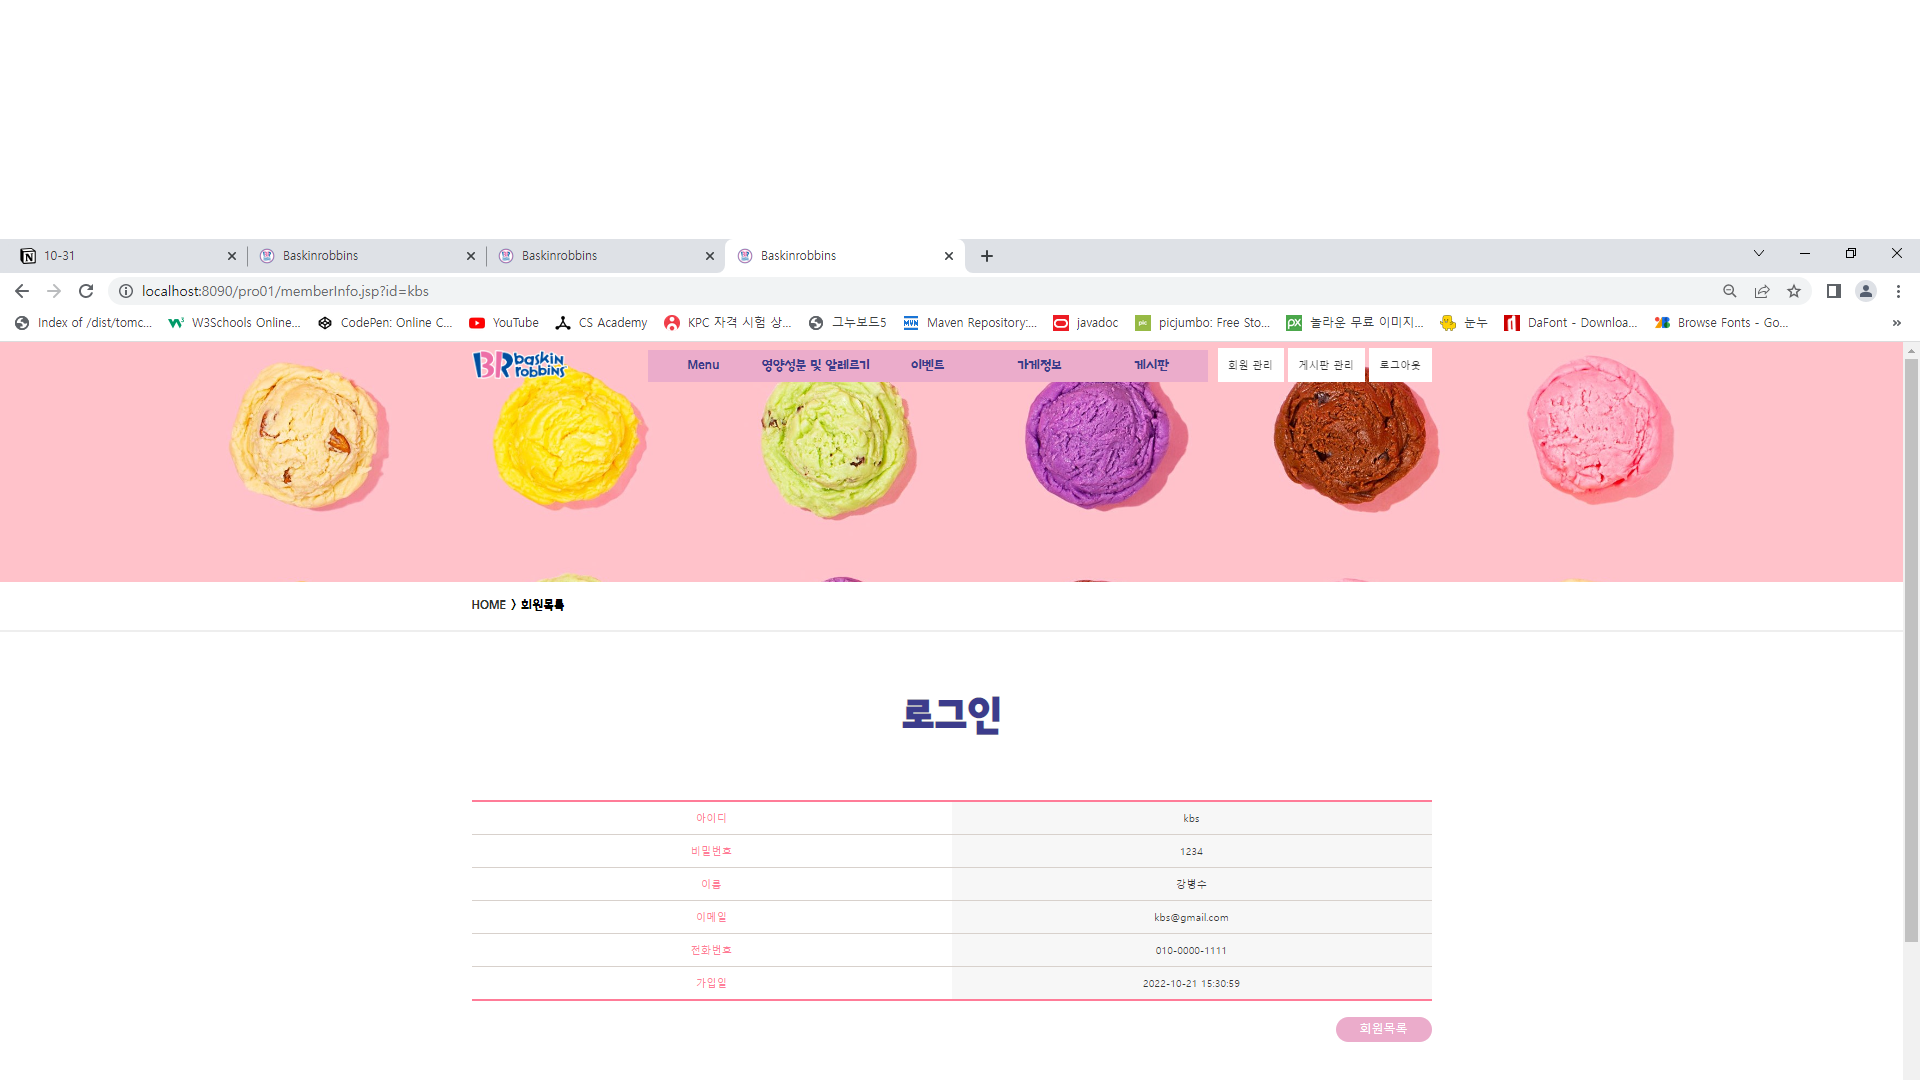 10-31 Baskinrobbins Baskinrobbins Baskinrobbins
localhost:8090/pro01/memberInfo.jsp?id=kbs
Index of /dist/tomc... W3Schools Online... CodePen: Online C... YouTube CS Academy KPC 자격 시험 상... 그누보드5 Maven Repository:... javadoc picjumbo: Free Sto... 놀라운 무료 이미지... 눈누 DaFont - Downloa... Browse Fonts - Go... »
BR baskin robbins Menu 영양성분 및 알레르기 이벤트 가게정보 게시판 회원 관리 게시판 관리 로그아웃
HOME > 회원목록
로그인
아이디 kbs
비밀번호 1234
이름 강병수
이메일 kbs@gmail.com
전화번호 010-0000-1111
가입일 2022-10-21 15:30:59
회원목록